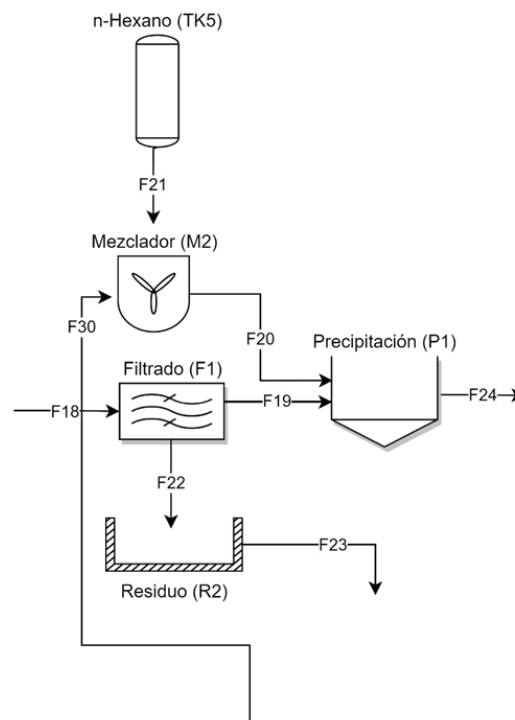 n-Hexano (TK5)
F21
Mezclador (M2)
F30
F20
Precipitación (P1)
Filtrado (F1)
F18
F19
F24
F22
F23
Residuo (R2)